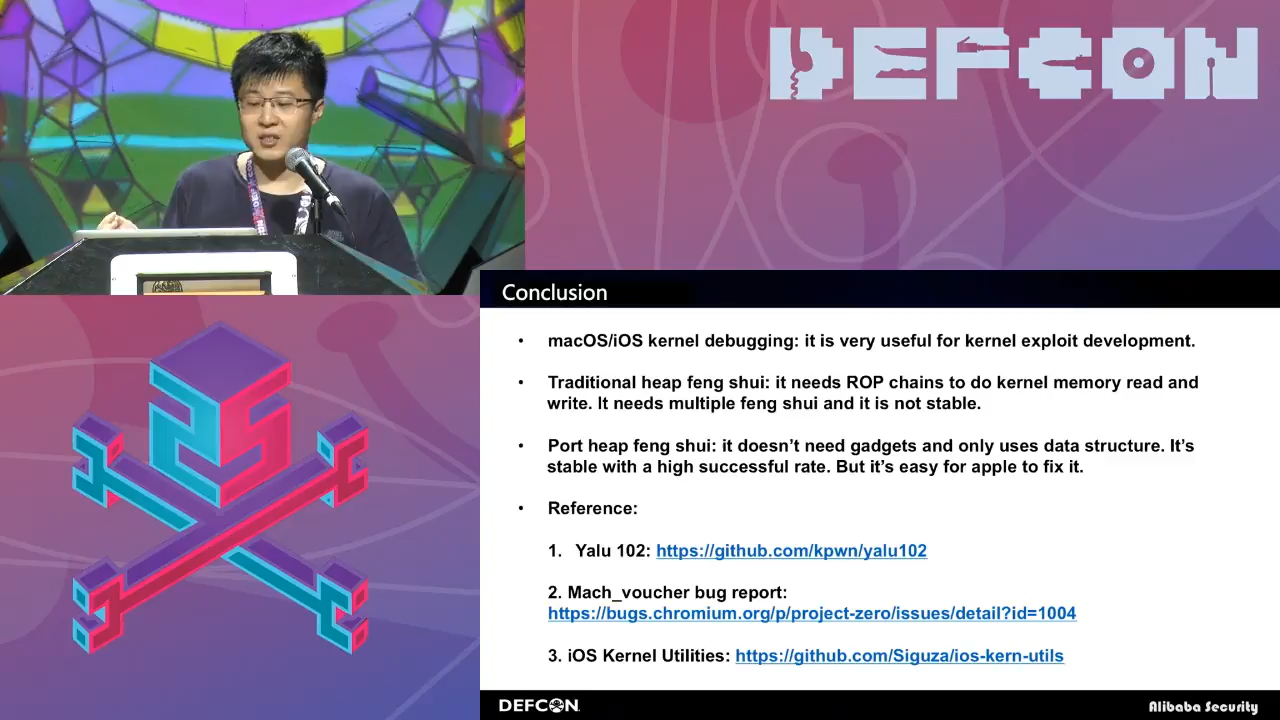 DEFCON
Conclusion
• macOS/iOS kernel debugging: it is very useful for kernel exploit development.
• Traditional heap feng shui: it needs ROP chains to do kernel memory read and
write. It needs multiple feng shui and it is not stable.
• Port heap feng shui: it doesn’t need gadgets and only uses data structure. It’s
stable with a high successful rate. But it’s easy for apple to fix it.
• Reference:
1. Yalu 102: https://github.com/kpwn/yalu102
2. Mach_voucher bug report:
https://bugs.chromium.org/p/project-zero/issues/detail?id=1004
3. iOS Kernel Utilities: https://github.com/Siguza/ios-kern-utils
DEFCON
Alibaba Security